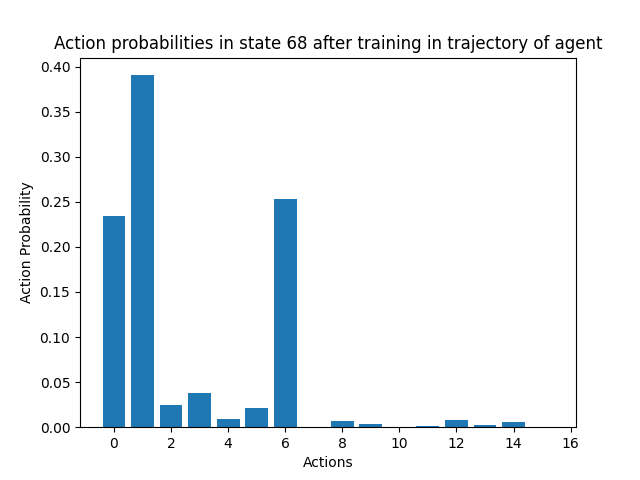 Action probabilities in state 68 after training in trajectory of agent
0.40
0.35
0.30
0.25
0.20
0.15
0.10
0.05
0.00
Action Probability
0 2 4 6 8 10 12 14 16
Actions